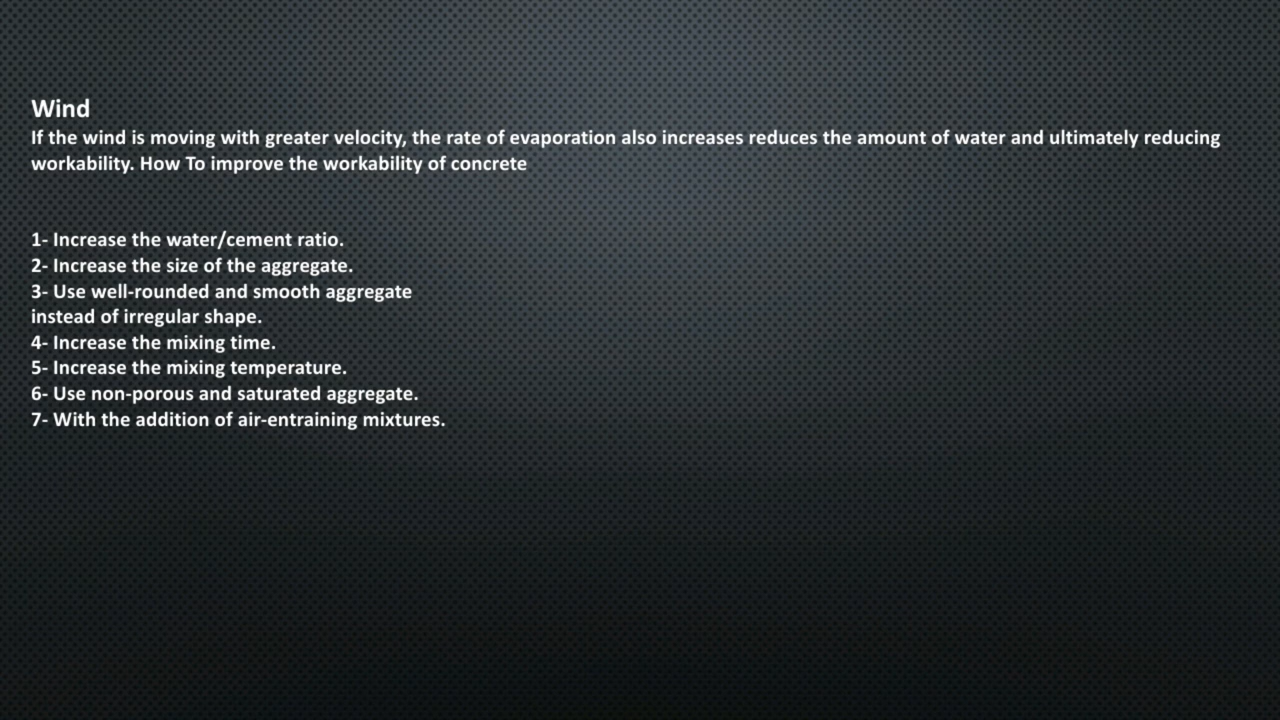 Wind
If the wind is moving with greater velocity, the rate of evaporation also increases reduces the amount of water and ultimately reducing
workability. How To improve the workability of concrete
1- Increase the water/cement ratio.
2- Increase the size of the aggregate.
3- Use well-rounded and smooth aggregate
instead of irregular shape.
4- Increase the mixing time.
5- Increase the mixing temperature.
6- Use non-porous and saturated aggregate.
7- With the addition of air-entraining mixtures.